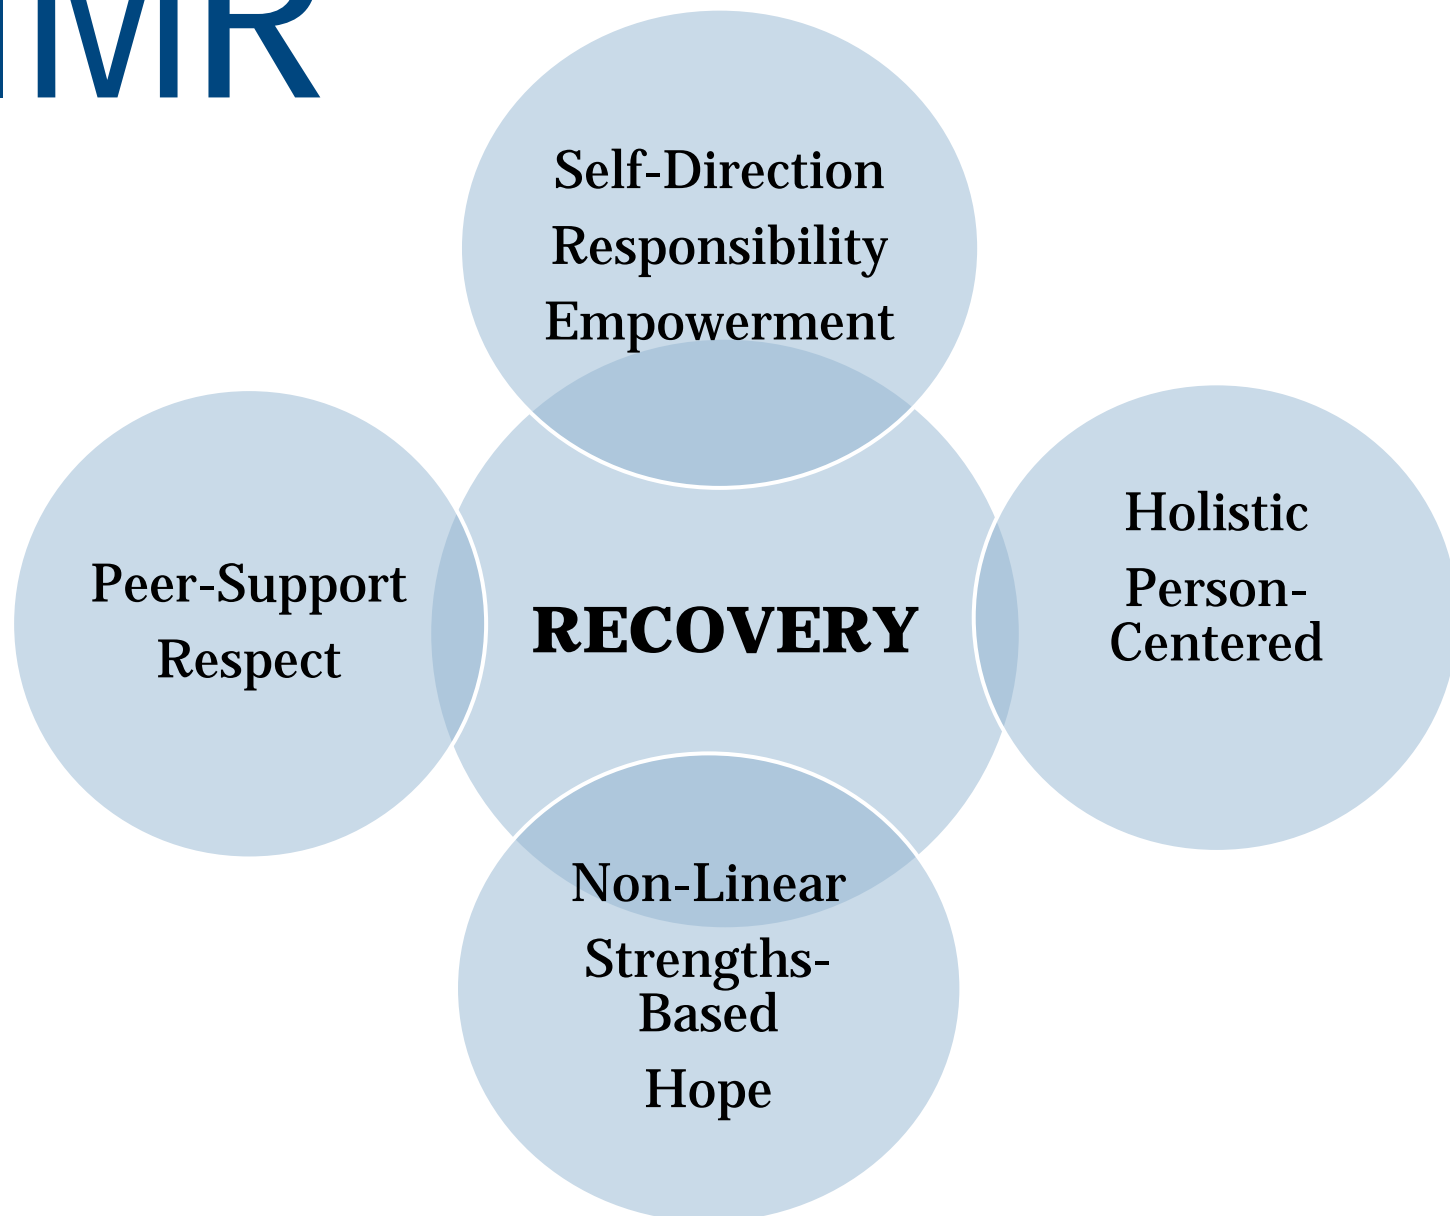 IMR
Self-Direction
Responsibility
Empowerment
Peer-Support
Respect
RECOVERY
Holistic
Person-
Centered
Non-Linear
Strengths-
Based
Hope